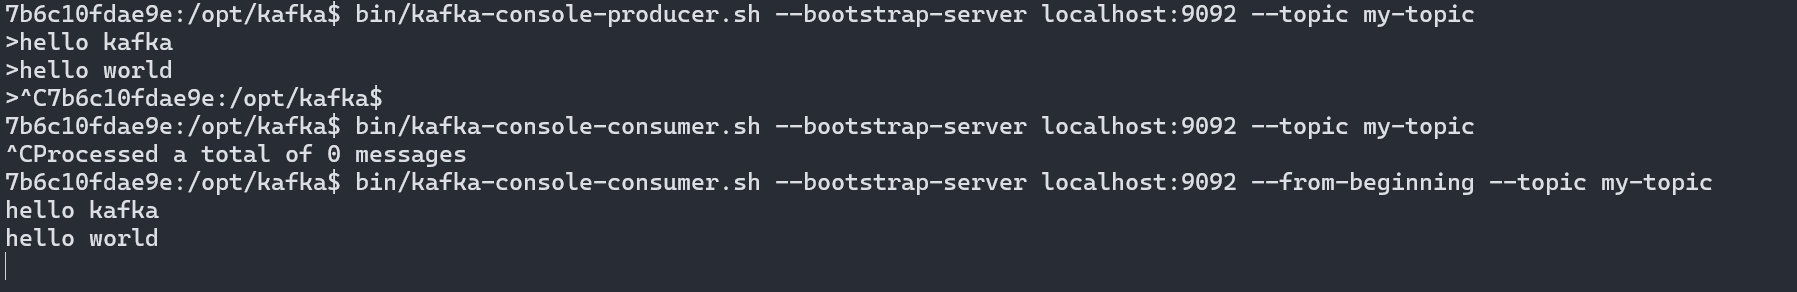 7b6c10fdae9e:/opt/kafka$ bin/kafka-console-producer.sh --bootstrap-server localhost:9092 --topic my-topic
>hello kafka
>hello world
>^C7b6c10fdae9e:/opt/kafka$
7b6c10fdae9e:/opt/kafka$ bin/kafka-console-consumer.sh --bootstrap-server localhost:9092 --topic my-topic
^CProcessed a total of 0 messages
7b6c10fdae9e:/opt/kafka$ bin/kafka-console-consumer.sh --bootstrap-server localhost:9092 --from-beginning --topic my-topic
hello kafka
hello world